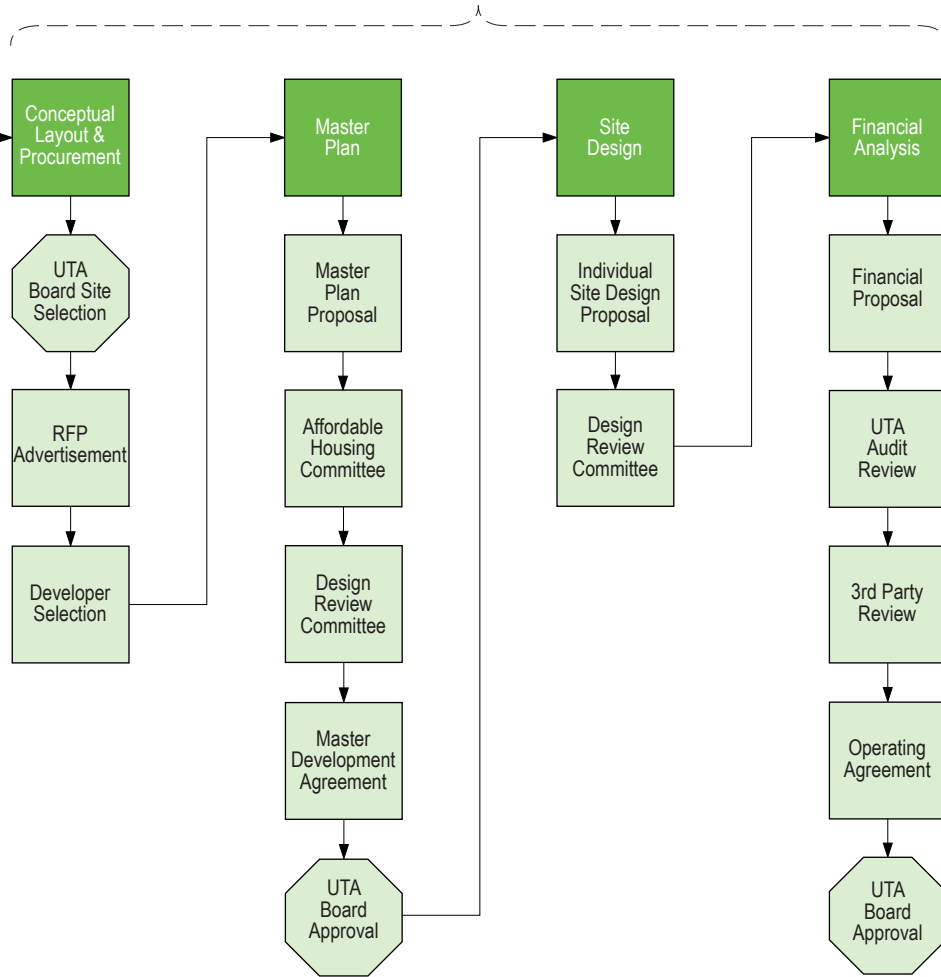 Conceptual
Layout &
Procurement
UTA
Board Site
Selection
RFP
Advertisement
Developer
Selection
Master
Plan
Master
Plan
Proposal
Affordable
Housing
Committee
Design
Review
Committee
Master
Development
Agreement
UTA
Board
Approval
Site
Design
Individual
Site Design
Proposal
Design
Review
Committee
Financial
Analysis
Financial
Proposal
UTA
Audit
Review
3rd Party
Review
Operating
Agreement
UTA
Board
Approval